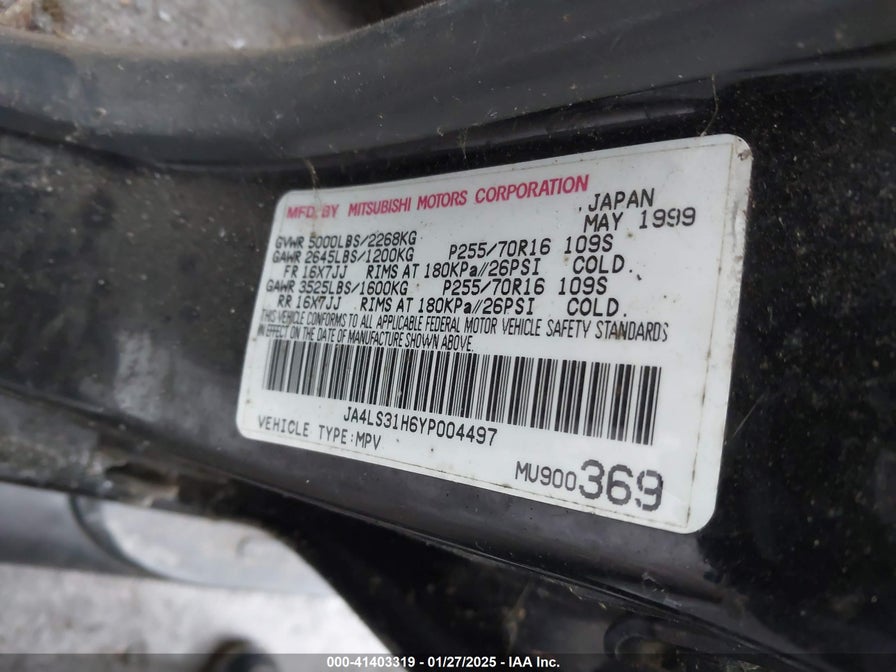 MFD. BY MITSUBISHI MOTORS CORPORATION
JAPAN
MAY 1999
GVWR 5000LBS/2268KG
GAWR 2645LBS/1200KG P255/70R16 109S
FR 16X7JJ RIMS AT 180KPa//26PSI COLD.
GAWR 3525LBS/1600KG P255/70R16 109S
RR 16X7JJ RIMS AT 180KPa//26PSI COLD.
THIS VEHICLE CONFORMS TO ALL APPLICABLE FEDERAL MOTOR VEHICLE SAFETY STANDARDS
IN EFFECT ON THE DATE OF MANUFACTURE SHOWN ABOVE.
JA4LS31H6YP004497
VEHICLE TYPE:MPV
MU900369
000-41403319 - 01/27/2025 - IAA Inc.